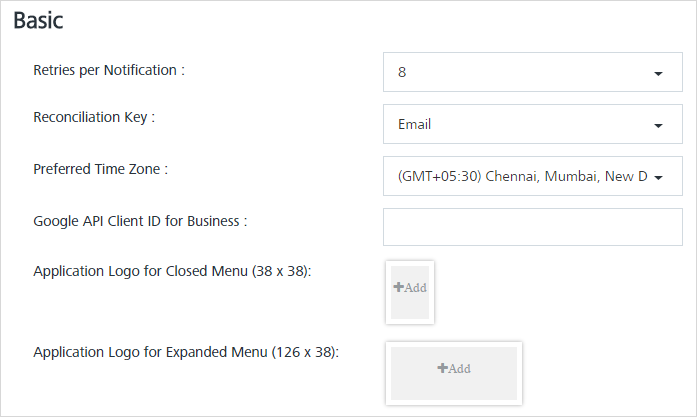 Basic
Retries per Notification : 8
Reconciliation Key : Email
Preferred Time Zone : (GMT+05:30) Chennai, Mumbai, New D
Google API Client ID for Business :
Application Logo for Closed Menu (38 x 38):
+Add
Application Logo for Expanded Menu (126 x 38):
+Add